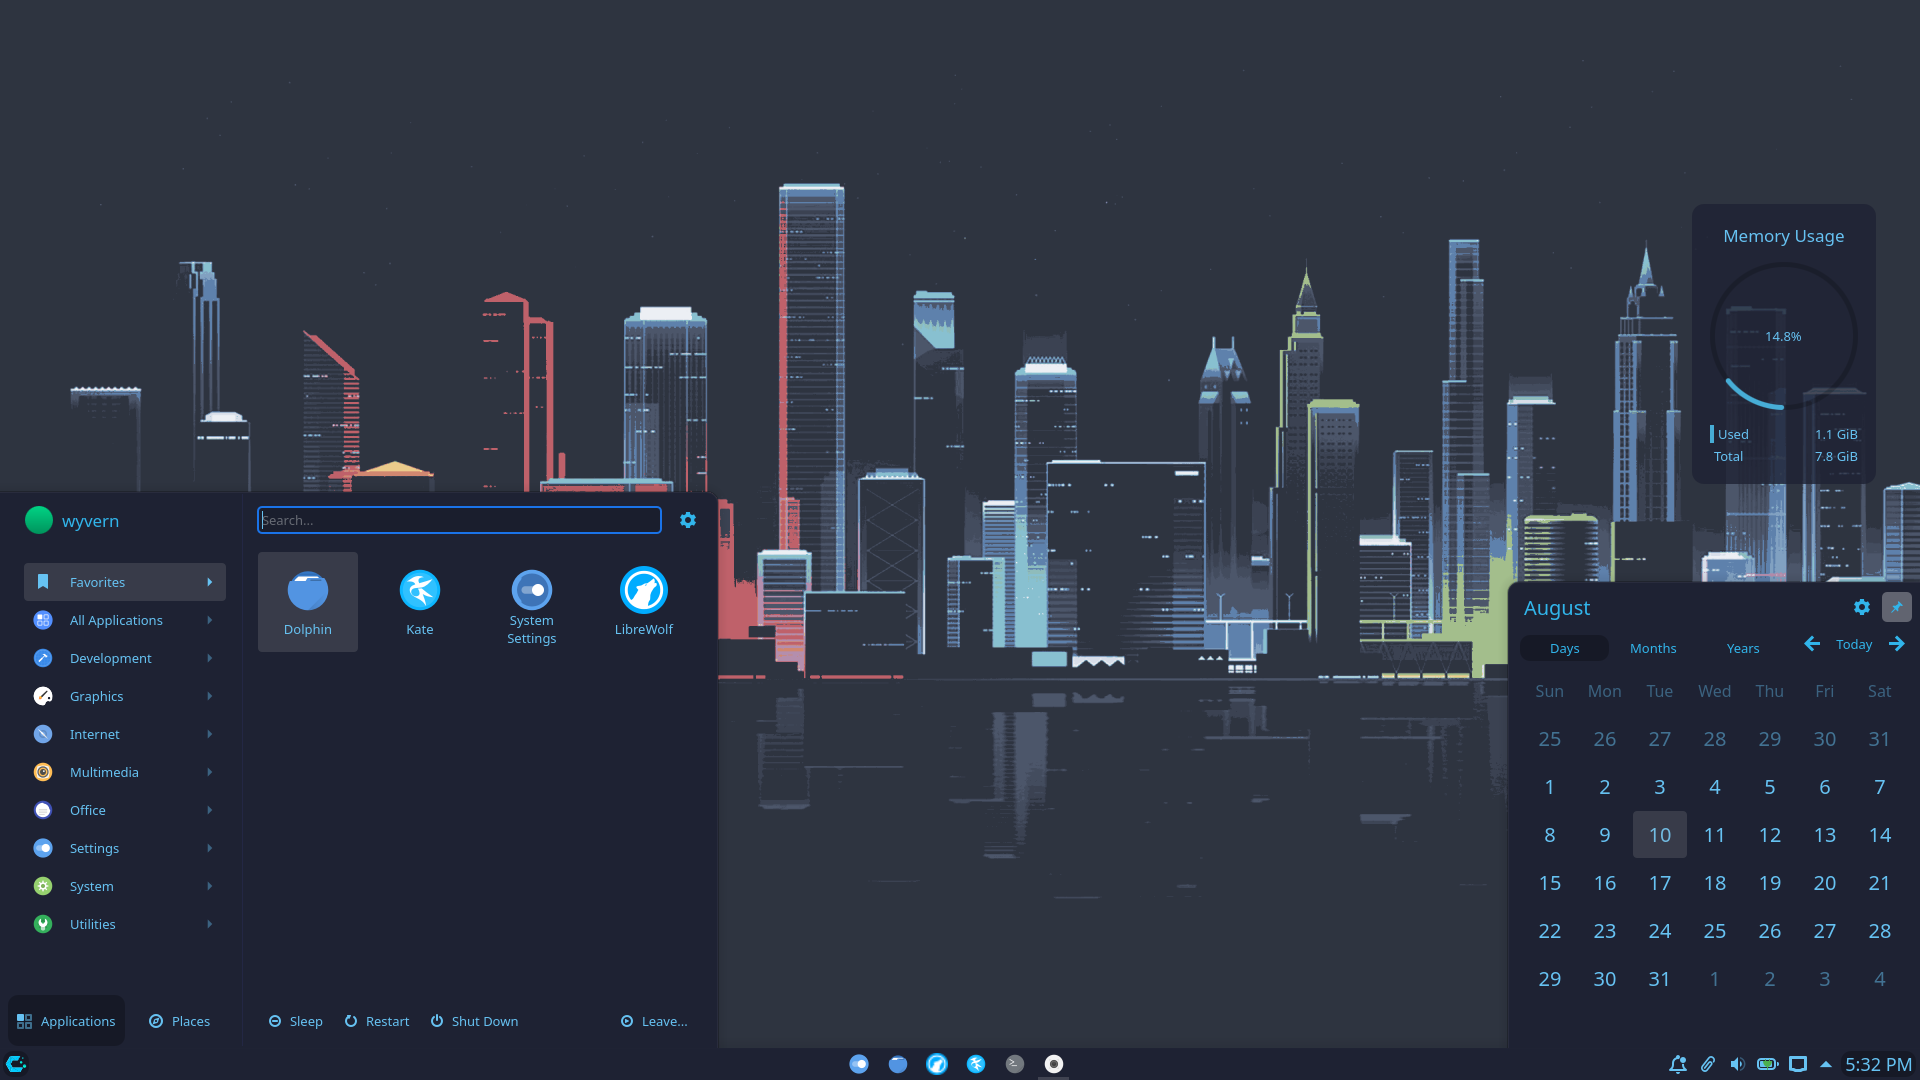 Memory Usage
14.8%
Used 1.1 GiB
Total 7.8 GiB
wyvern
Search...
Favorites
All Applications
Development
Graphics
Internet
Multimedia
Office
Settings
System
Utilities
Dolphin
Kate
System
Settings
LibreWolf
Applications
Places
Sleep
Restart
Shut Down
Leave...
August
Days Months Years Today
Sun Mon Tue Wed Thu Fri Sat
25 26 27 28 29 30 31
1 2 3 4 5 6 7
8 9 10 11 12 13 14
15 16 17 18 19 20 21
22 23 24 25 26 27 28
29 30 31 1 2 3 4
5:32 PM